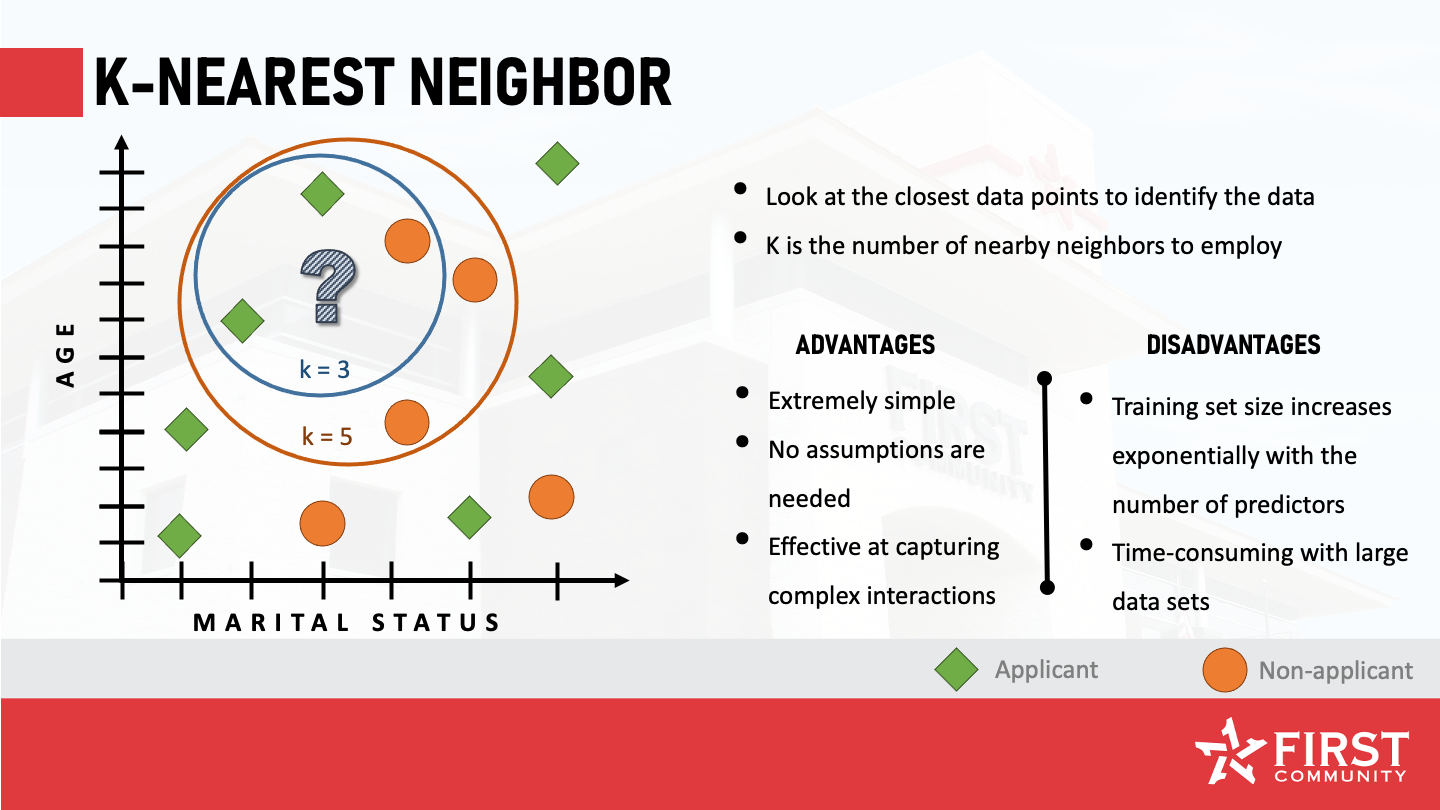 K-NEAREST NEIGHBOR
AGE
?
k = 3
k = 5
MARITAL STATUS
• Look at the closest data points to identify the data
• K is the number of nearby neighbors to employ
ADVANTAGES
• Extremely simple
• No assumptions are
needed
• Effective at capturing
complex interactions
DISADVANTAGES
• Training set size increases
exponentially with the
number of predictors
• Time-consuming with large
data sets
Applicant
Non-applicant
FIRST
COMMUNITY
FIRST
COMMUNITY